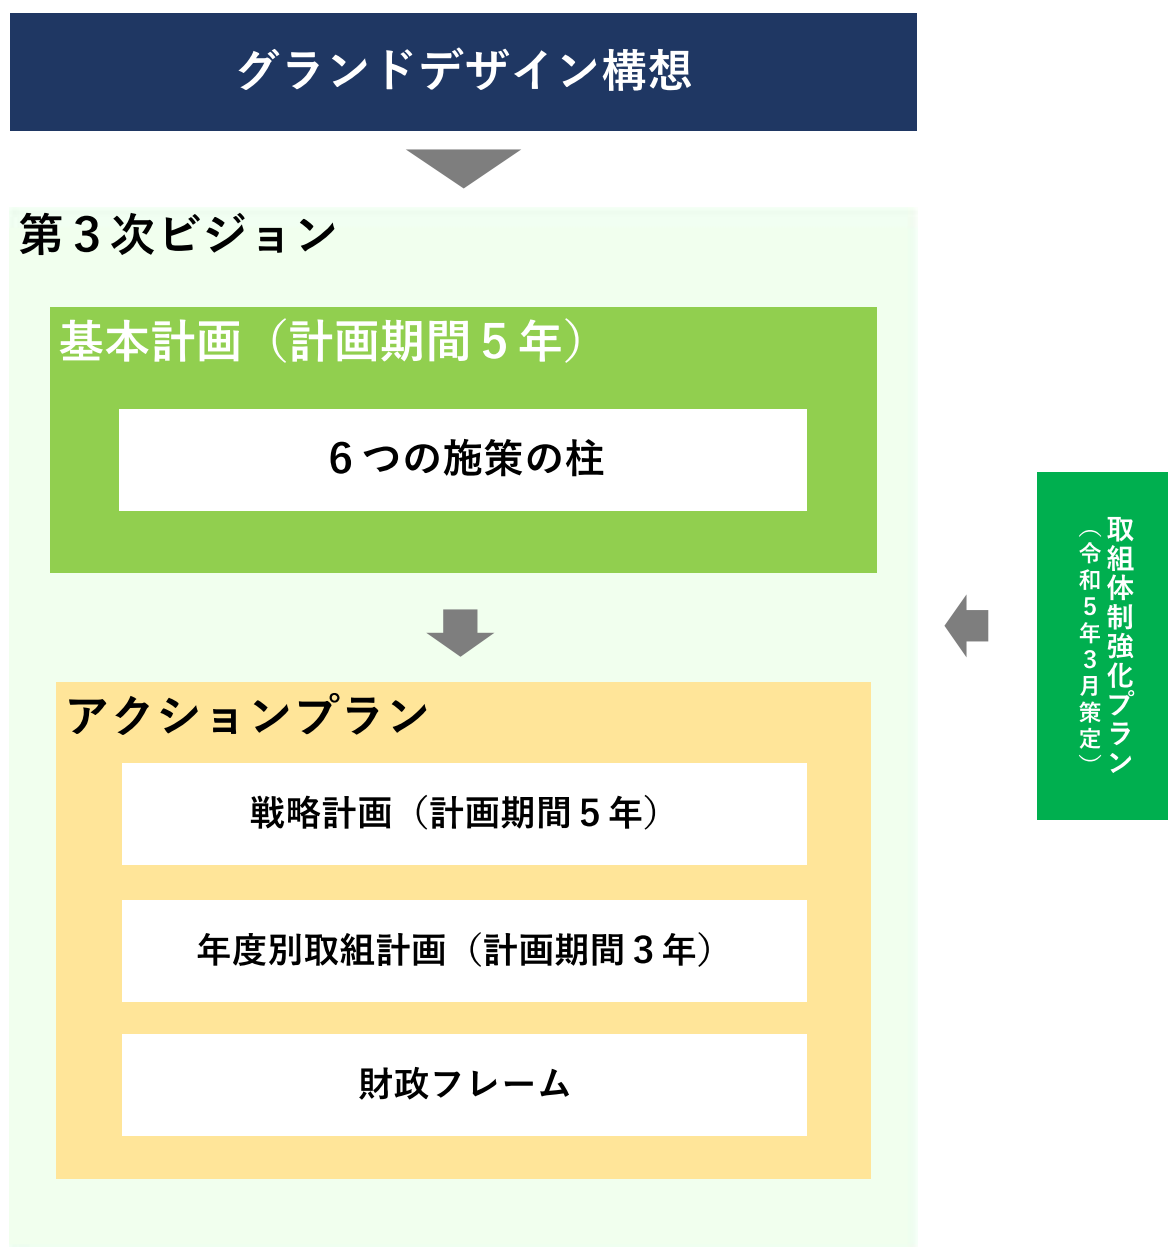 グランドデザイン構想
第３次ビジョン
基本計画（計画期間５年）
６つの施策の柱
アクションプラン
戦略計画（計画期間５年）
年度別取組計画（計画期間３年）
財政フレーム
取組体制強化プラン
（令和５年３月策定）